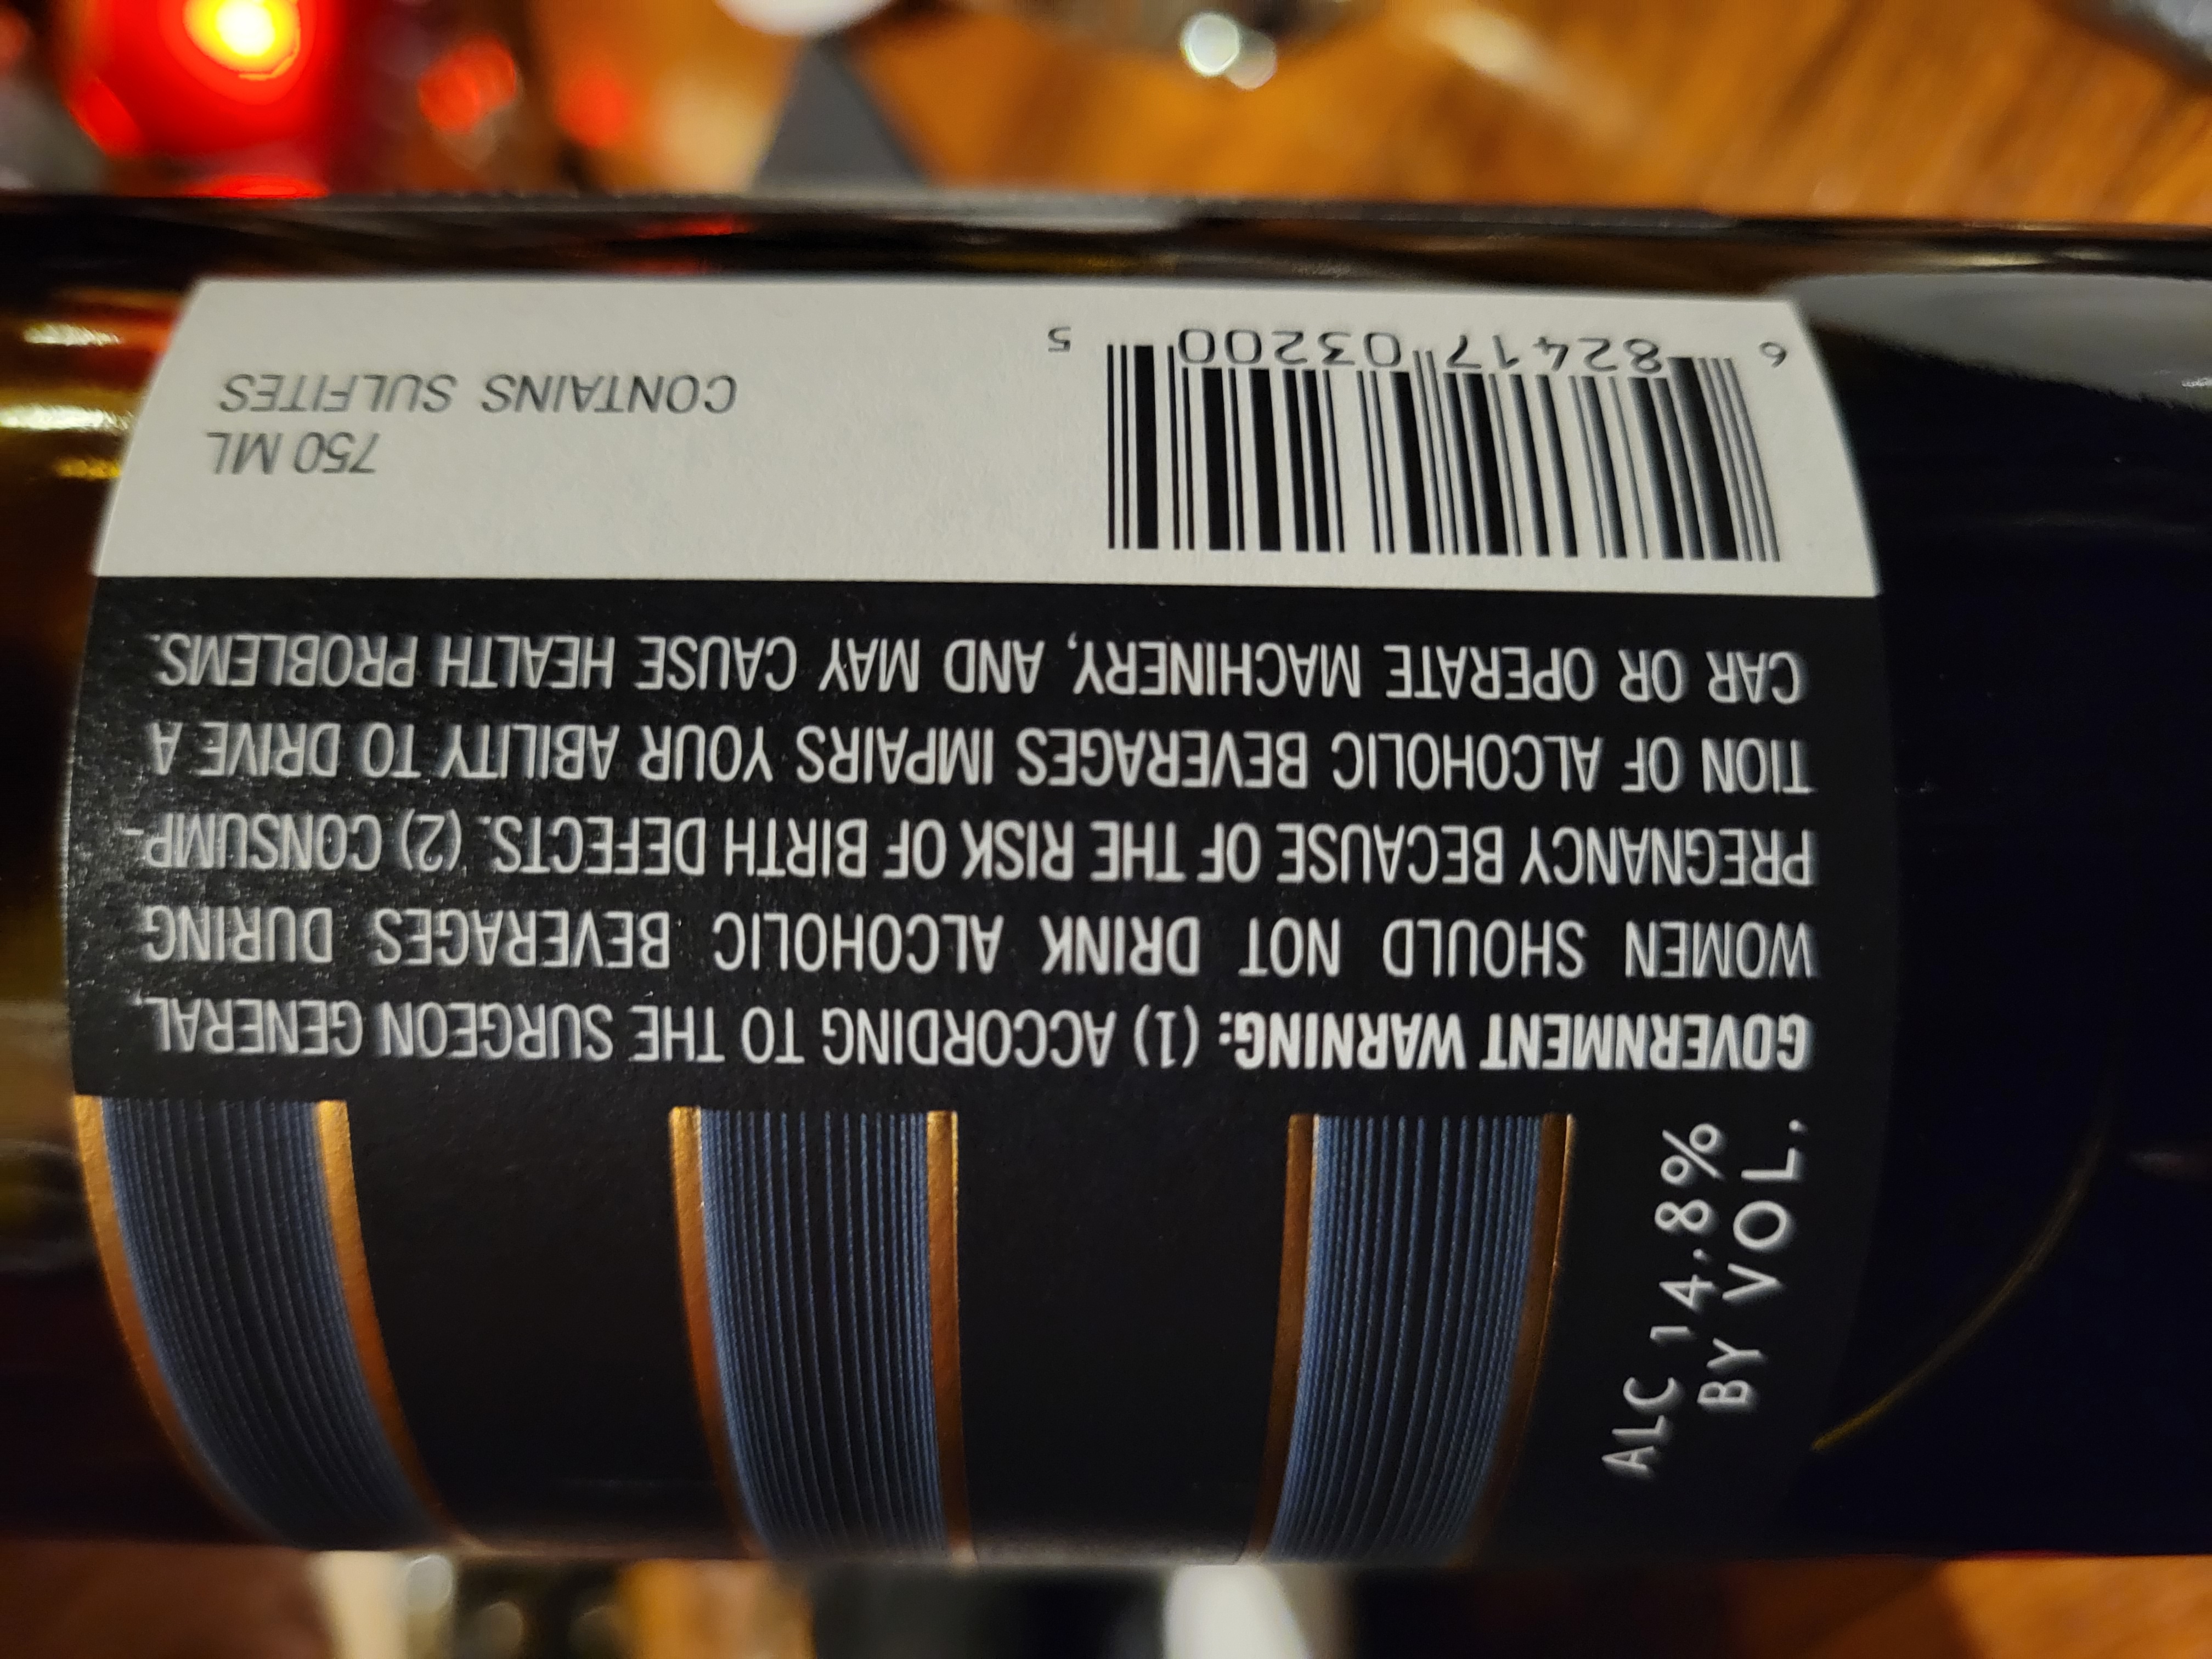 ALC 14.8%
BY VOL.
GOVERNMENT WARNING: (1) ACCORDING TO THE SURGEON GENERAL,
WOMEN SHOULD NOT DRINK ALCOHOLIC BEVERAGES DURING
PREGNANCY BECAUSE OF THE RISK OF BIRTH DEFECTS. (2) CONSUMP-
TION OF ALCOHOLIC BEVERAGES IMPAIRS YOUR ABILITY TO DRIVE A
CAR OR OPERATE MACHINERY, AND MAY CAUSE HEALTH PROBLEMS.
6 82417 03200 5
750 ML
CONTAINS SULFITES